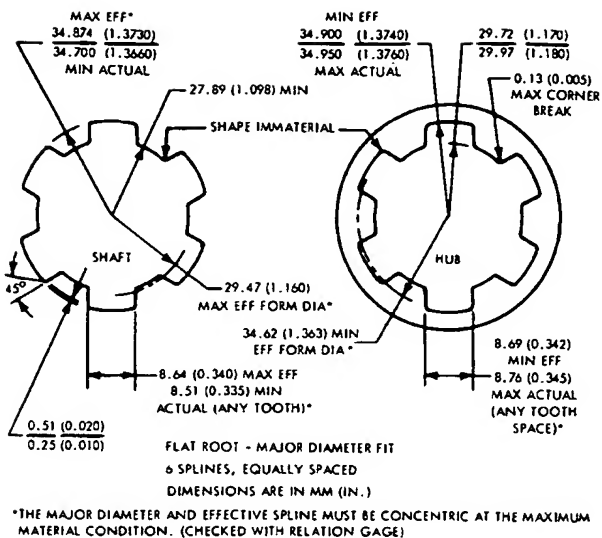 MAX EFF*
34.874 (1.3730)
34.700 (1.3660)
MIN ACTUAL
27.89 (1.098) MIN
SHAPE IMMATERIAL
MIN EFF
34.900 (1.3740)
34.950 (1.3760)
MAX ACTUAL
29.72 (1.170)
29.97 (1.180)
0.13 (0.005)
MAX CORNER
BREAK
SHAFT
HUB
45°
29.47 (1.160)
MAX EFF FORM DIA*
34.62 (1.363) MIN
EFF FORM DIA*
8.64 (0.340) MAX EFF
8.51 (0.335) MIN
ACTUAL (ANY TOOTH)*
8.69 (0.342)
MIN EFF
8.76 (0.345)
MAX ACTUAL
(ANY TOOTH
SPACE)*
0.51 (0.020)
0.25 (0.010)
FLAT ROOT - MAJOR DIAMETER FIT
6 SPLINES, EQUALLY SPACED
DIMENSIONS ARE IN MM (IN.)
*THE MAJOR DIAMETER AND EFFECTIVE SPLINE MUST BE CONCENTRIC AT THE MAXIMUM
MATERIAL CONDITION. (CHECKED WITH RELATION GAGE)